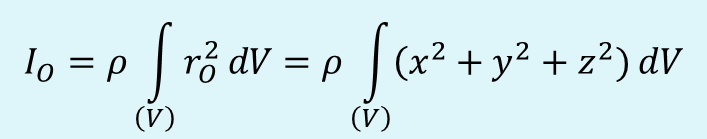 I_O = ρ ∫_(V) r_O^2 dV = ρ ∫_(V) (x^2 + y^2 + z^2) dV